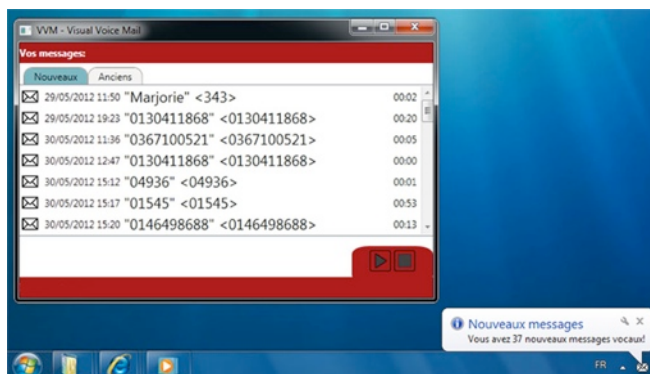 VVM - Visual Voice Mail
Vos messages:
Nouveaux Anciens
29/05/2012 11:50 "Marjorie" <343> 00:02
29/05/2012 19:23 "0130411868" <0130411868> 00:20
30/05/2012 11:36 "0367100521" <0367100521> 00:05
30/05/2012 12:47 "0130411868" <0130411868> 00:00
30/05/2012 15:12 "04936" <04936> 00:01
30/05/2012 15:17 "01545" <01545> 00:53
30/05/2012 15:20 "0146498688" <0146498688> 00:13
Nouveaux messages
Vous avez 37 nouveaux messages vocaux!
FR